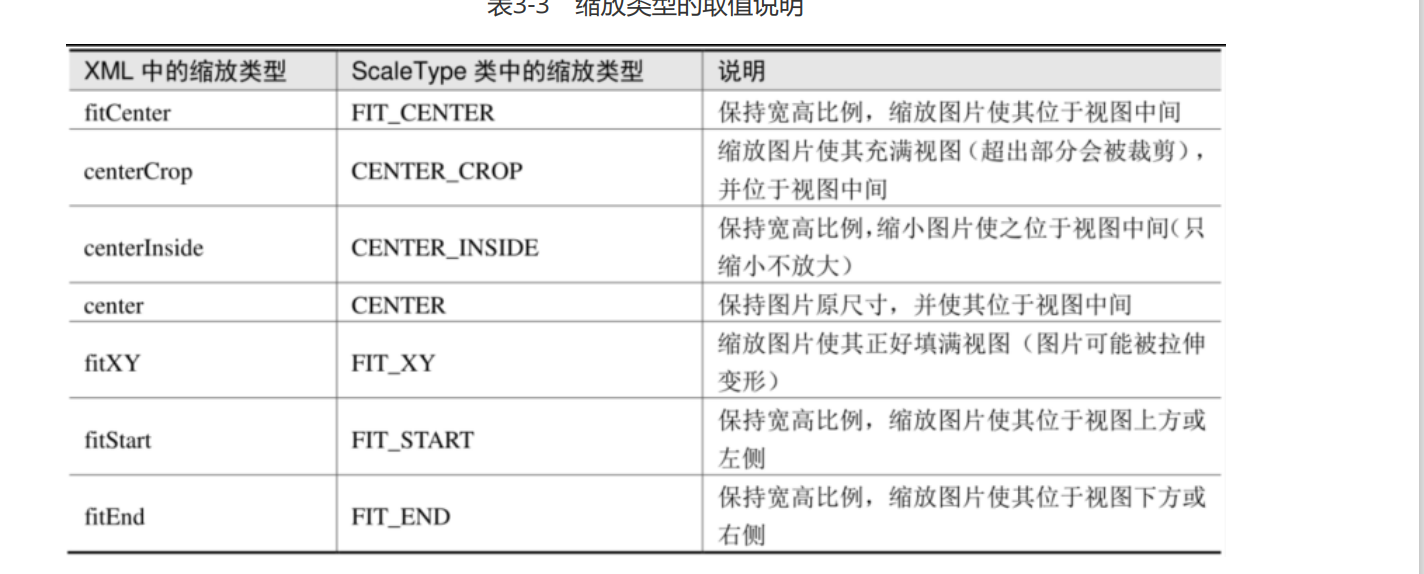 表3-3 缩放类型的取值说明
XML 中的缩放类型 ScaleType 类中的缩放类型 说明
fitCenter FIT_CENTER 保持宽高比例，缩放图片使其位于视图中间
centerCrop CENTER_CROP 缩放图片使其充满视图（超出部分会被裁剪），
并位于视图中间
centerInside CENTER_INSIDE 保持宽高比例，缩小图片使之位于视图中间（只
缩小不放大）
center CENTER 保持图片原尺寸，并使其位于视图中间
fitXY FIT_XY 缩放图片使其正好填满视图（图片可能被拉伸
变形）
fitStart FIT_START 保持宽高比例，缩放图片使其位于视图上方或
左侧
fitEnd FIT_END 保持宽高比例，缩放图片使其位于视图下方或
右侧